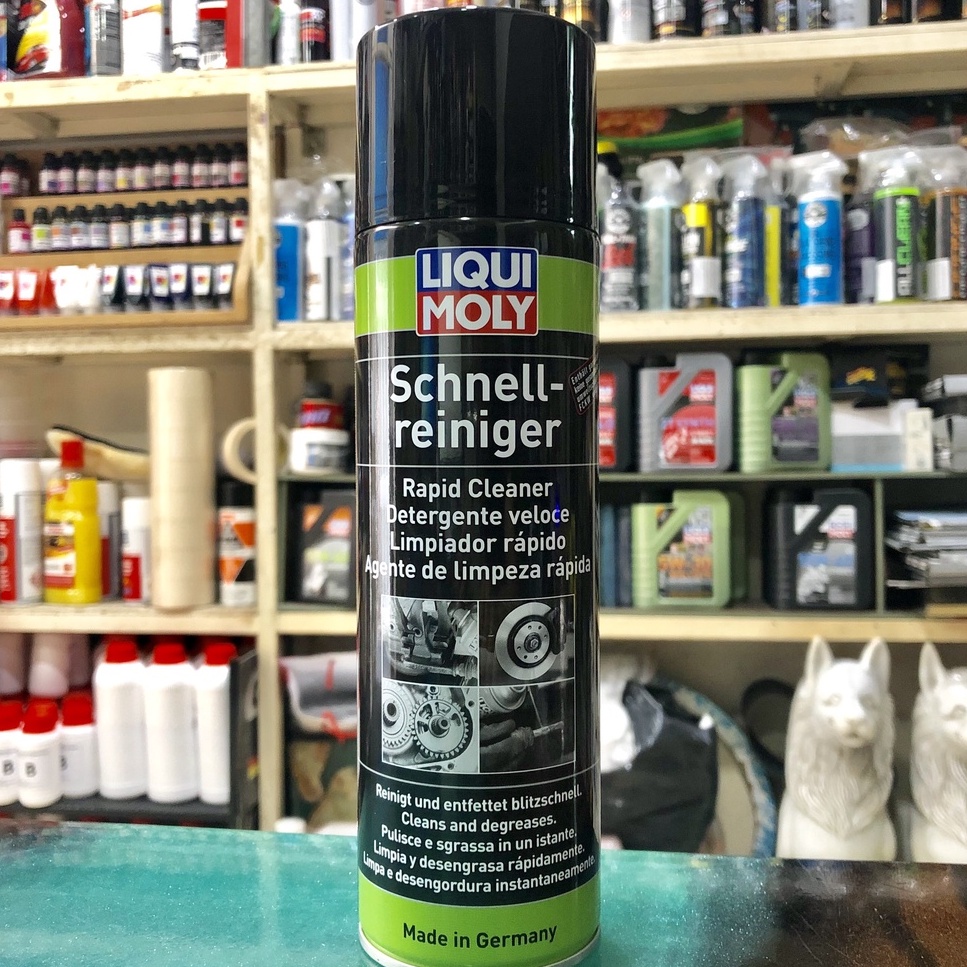 LIQUI
MOLY
Schnell-
reiniger
Rapid Cleaner
Detergente veloce
Limpiador rápido
Agente de limpeza rápida
Reinigt und entfettet blitzschnell.
Cleans and degreases.
Pulisce e sgrassa in un istante.
Limpia y desengrasa rápidamente.
Limpa e desengordura instantaneamente.
Made in Germany
ALLCLEAN+
B
B